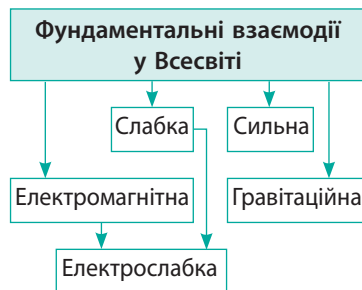 Фундаментальні взаємодії
у Всесвіті
Слабка
Сильна
Електромагнітна
Гравітаційна
Електрослабка